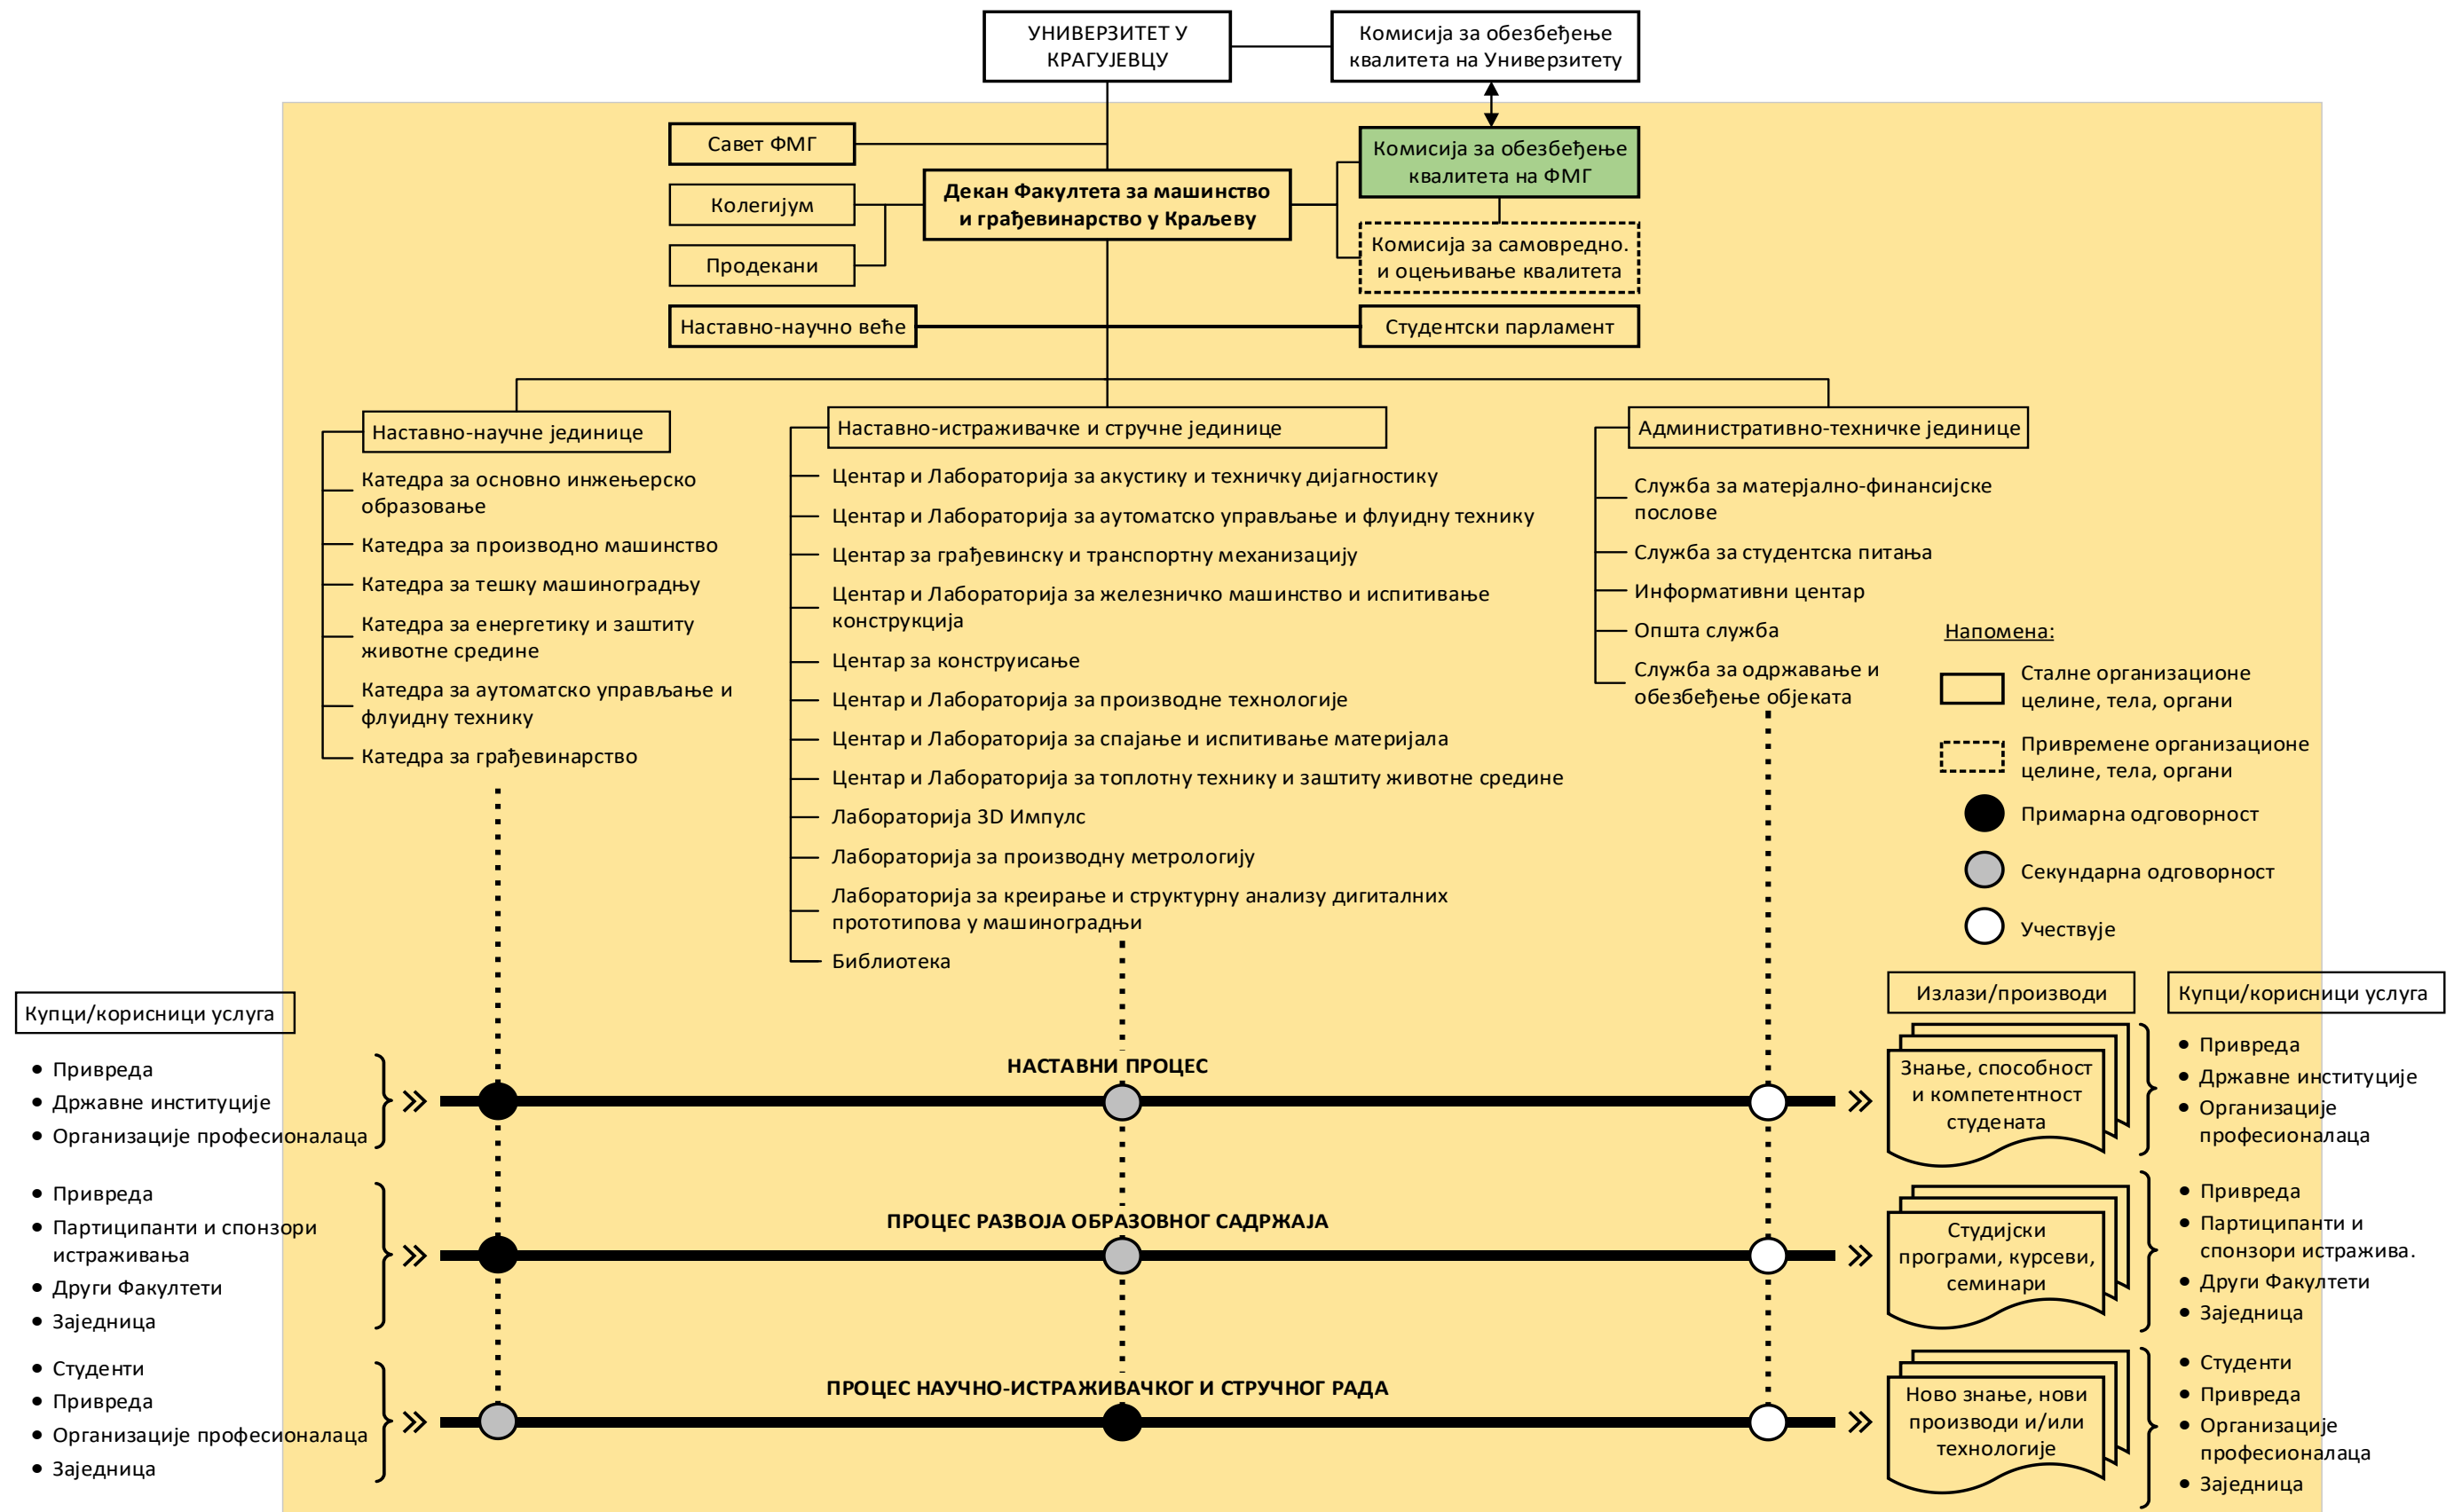 УНИВЕРЗИТЕТ У
КРАГУЈЕВЦУ
Комисија за обезбеђење
квалитета на Универзитету
Савет ФМГ
Колегијум
Продекани
Декан Факултета за машинство
и грађевинарство у Краљеву
Комисија за обезбеђење
квалитета на ФМГ
Комисија за самовредно.
и оцењивање квалитета
Наставно-научно веће
Студентски парламент
Наставно-научне јединице
Катедра за основно инжењерско
образовање
Катедра за производно машинство
Катедра за тешку машиноградњу
Катедра за енергетику и заштиту
животне средине
Катедра за аутоматско управљање и
флуидну технику
Катедра за грађевинарство
Наставно-истраживачке и стручне јединице
Центар и Лабораторија за акустику и техничку дијагностику
Центар и Лабораторија за аутоматско управљање и флуидну технику
Центар за грађевинску и транспортну механизацију
Центар и Лабораторија за железничко машинство и испитивање
конструкција
Центар за конструисање
Центар и Лабораторија за производне технологије
Центар и Лабораторија за спајање и испитивање материјала
Центар и Лабораторија за топлотну технику и заштиту животне средине
Лабораторија 3D Импулс
Лабораторија за производну метрологију
Лабораторија за креирање и структурну анализу дигиталних
прототипова у машиноградњи
Библиотека
Административно-техничке јединице
Служба за матерјално-финансијске
послове
Служба за студентска питања
Информативни центар
Општа служба
Служба за одржавање и
обезбеђење објеката
Напомена:
Сталне организационе
целине, тела, органи
Привремене организационе
целине, тела, органи
Примарна одговорност
Секундарна одговорност
Учествује
Купци/корисници услуга
Излази/производи
Купци/корисници услуга
• Привреда
• Државне институције
• Организације професионалаца
НАСТАВНИ ПРОЦЕС
Знање, способност
и компетентност
студената
• Привреда
• Државне институције
• Организације
професионалаца
• Привреда
• Партиципанти и спонзори
истраживања
• Други Факултети
• Заједница
ПРОЦЕС РАЗВОЈА ОБРАЗОВНОГ САДРЖАЈА
Студијски
програми, курсеви,
семинари
• Привреда
• Партиципанти и
спонзори истражива.
• Други Факултети
• Заједница
• Студенти
• Привреда
• Организације професионалаца
• Заједница
ПРОЦЕС НАУЧНО-ИСТРАЖИВАЧКОГ И СТРУЧНОГ РАДА
Ново знање, нови
производи и/или
технологије
• Студенти
• Привреда
• Организације
професионалаца
• Заједница